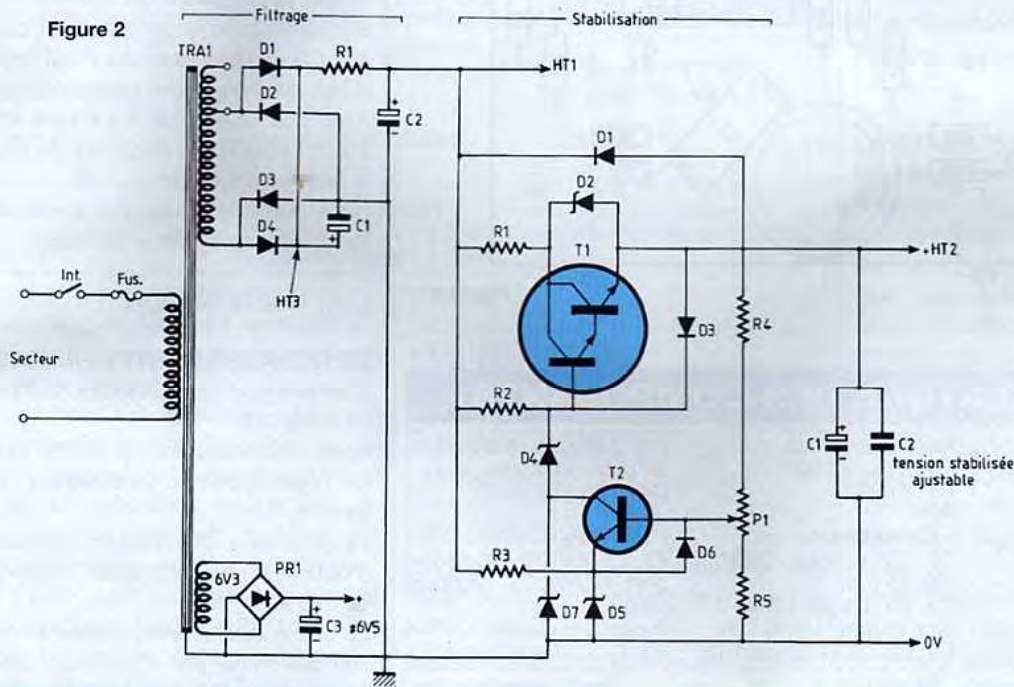 Figure 2
Filtrage
Stabilisation
TRA1
D1
R1
HT1
D2
C2
D1
D3
C1
D2
D4
R1
T1
+HT2
HT3
Int.
Fus.
D3
R4
Secteur
R2
C1
C2
D4
T2
tension stabilisée
ajustable
P1
R3
D6
6V3
PR1
D7
D5
R5
C3
#6V5
0V